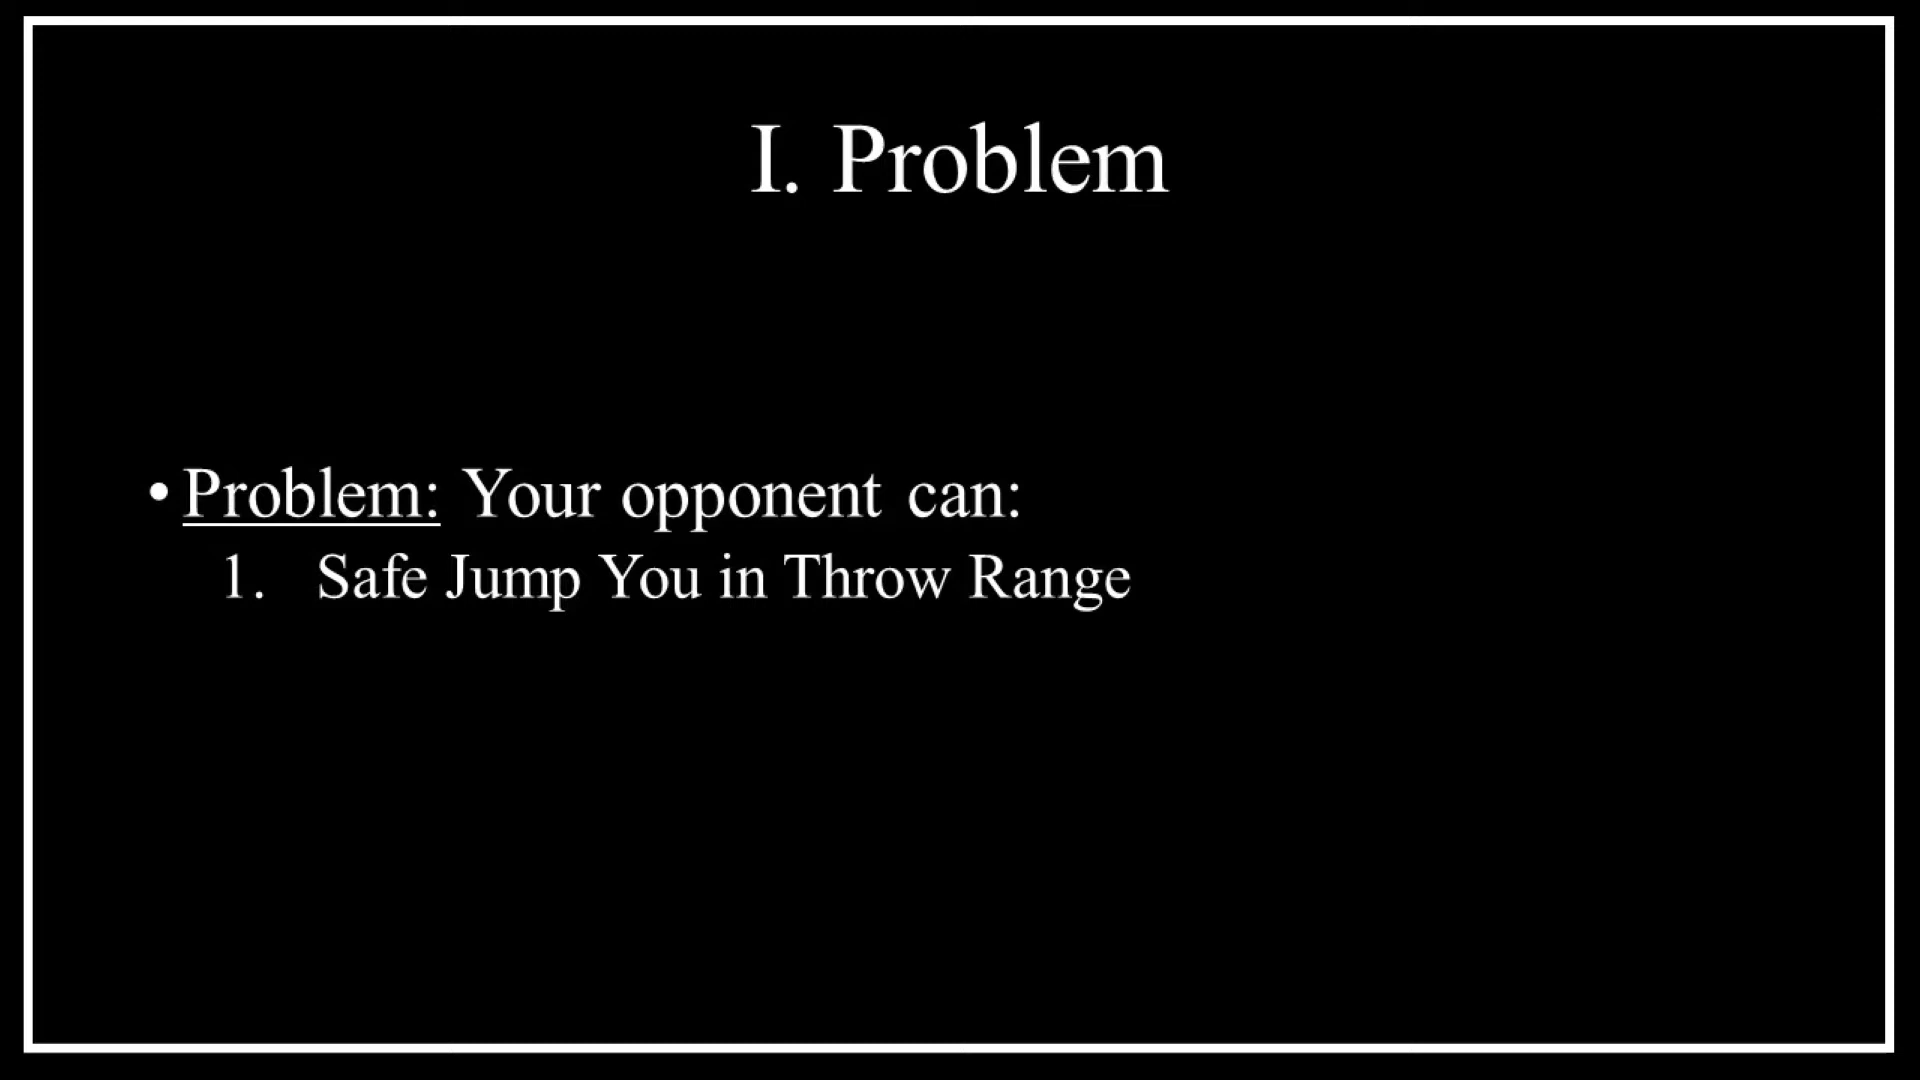 I. Problem
• Problem: Your opponent can:
1. Safe Jump You in Throw Range